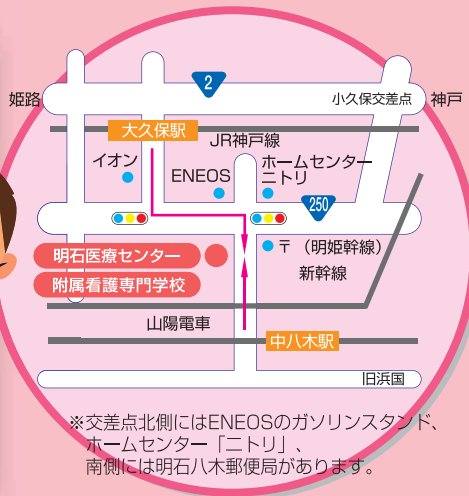 2
姫路
小久保交差点
神戸
大久保駅
JR神戸線
イオン
ENEOS
ホームセンター
ニトリ
250
明石医療センター
附属看護専門学校
〒（明姫幹線）
新幹線
山陽電車
中八木駅
旧浜国
※交差点北側にはENEOSのガソリンスタンド、
ホームセンター「ニトリ」、
南側には明石八木郵便局があります。